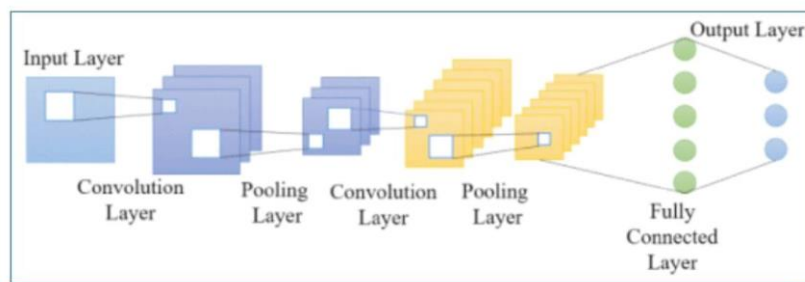 Input Layer
Output Layer
Convolution
Layer
Pooling
Layer
Convolution
Layer
Pooling
Layer
Fully
Connected
Layer